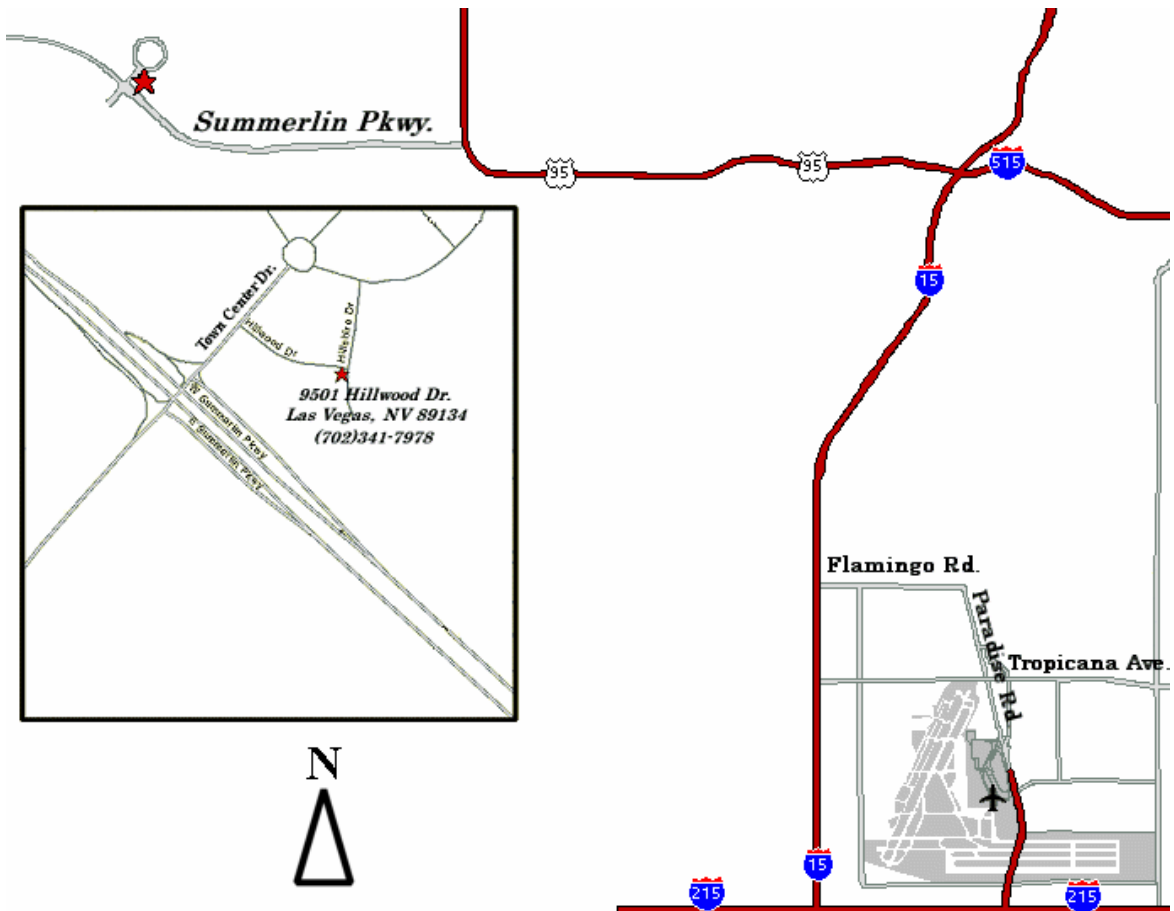 Summerlin Pkwy.
95
95
515
15
Town Center Dr.
Hillwood Dr
Hillshire Dr
9501 Hillwood Dr.
Las Vegas, NV 89134
(702)341-7978
W Summerlin Pkwy
E Summerlin Pkwy
Flamingo Rd.
Paradise Rd
Tropicana Ave.
N
15
215
215